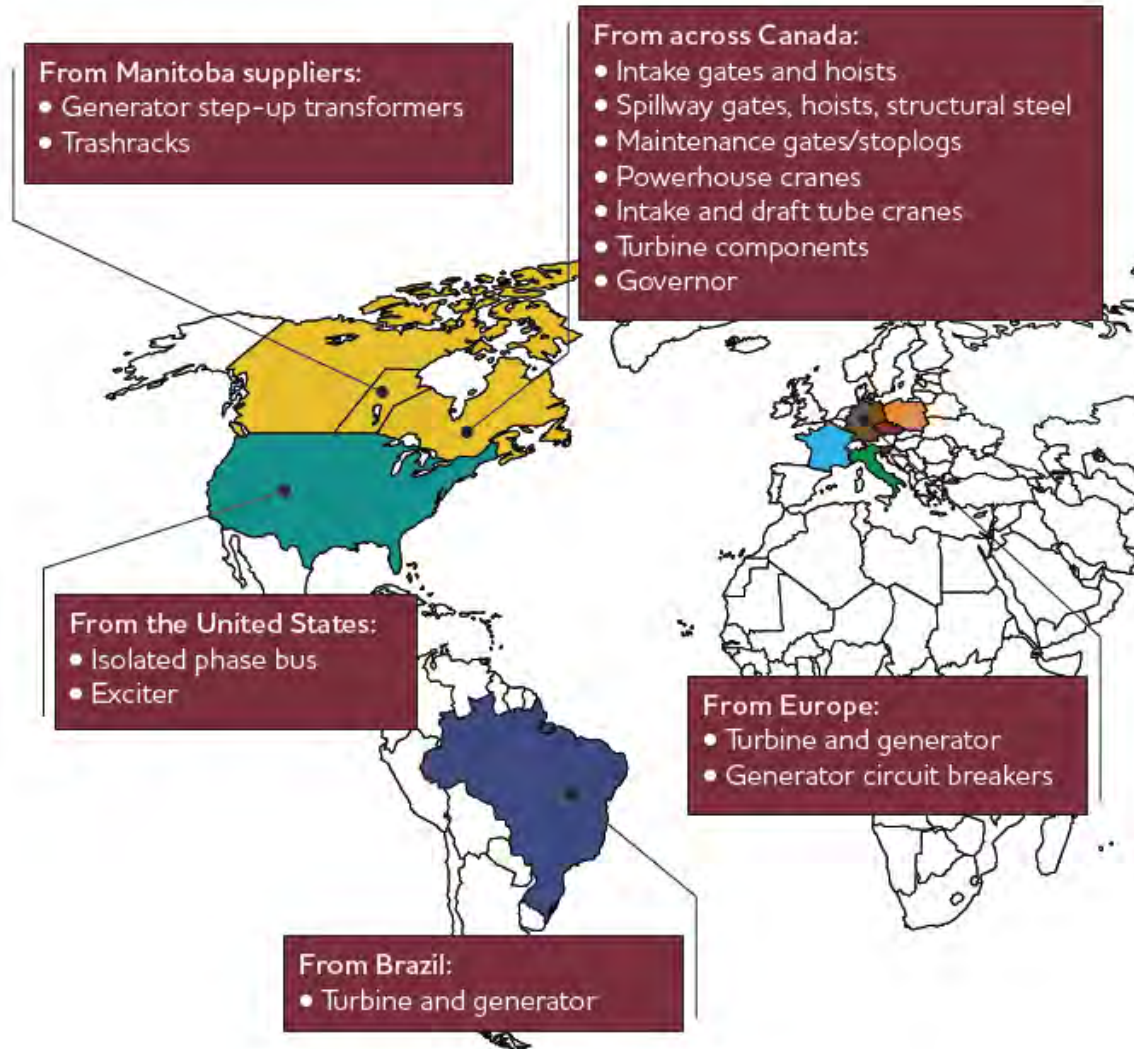 From Manitoba suppliers:
• Generator step-up transformers
• Trashracks
From across Canada:
• Intake gates and hoists
• Spillway gates, hoists, structural steel
• Maintenance gates/stoplogs
• Powerhouse cranes
• Intake and draft tube cranes
• Turbine components
• Governor
From the United States:
• Isolated phase bus
• Exciter
From Europe:
• Turbine and generator
• Generator circuit breakers
From Brazil:
• Turbine and generator